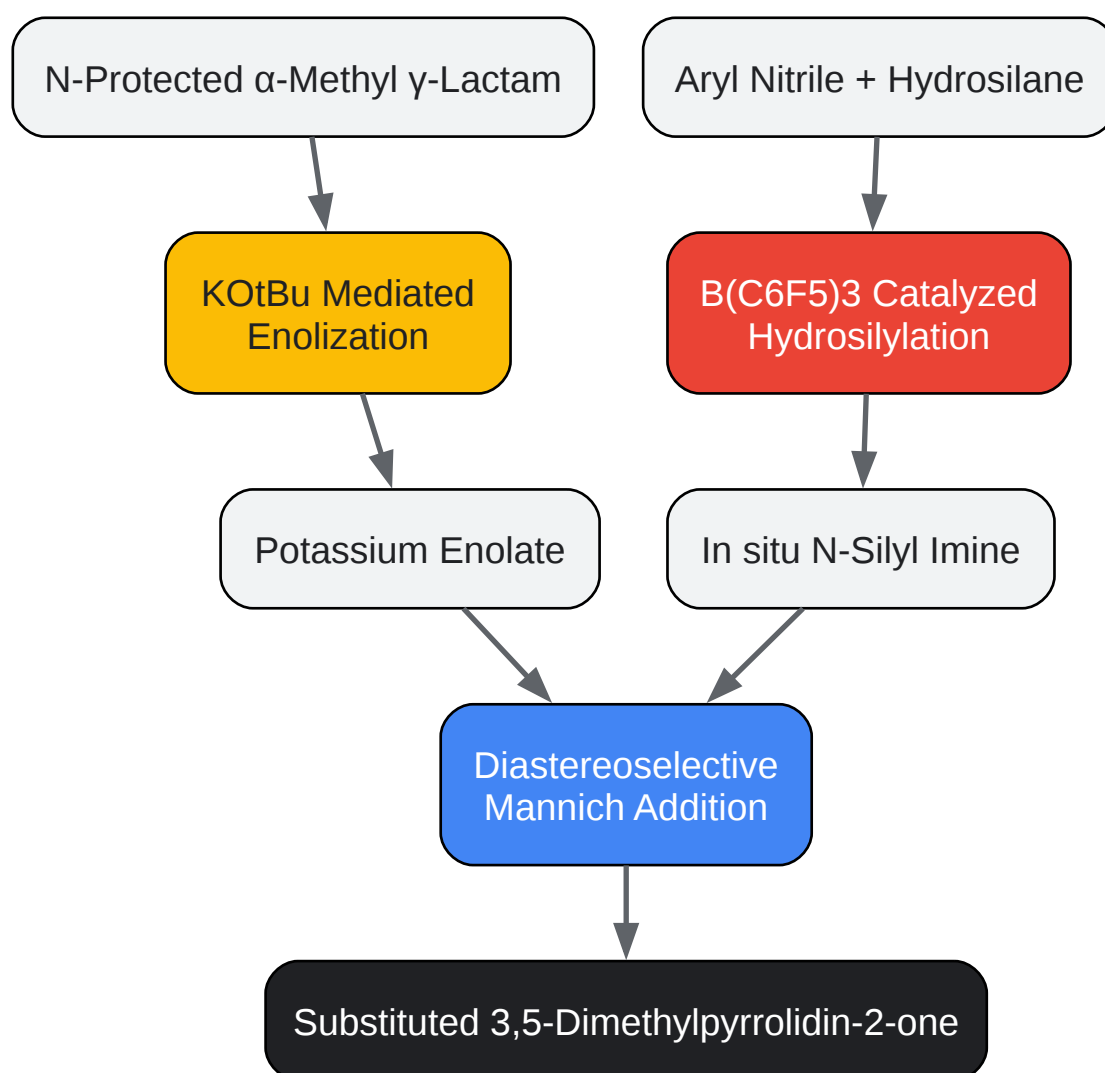 N-Protected α-Methyl γ-Lactam
Aryl Nitrile + Hydrosilane
KOtBu Mediated
Enolization
B(C6F5)3 Catalyzed
Hydrosilylation
Potassium Enolate
In situ N-Silyl Imine
Diastereoselective
Mannich Addition
Substituted 3,5-Dimethylpyrrolidin-2-one